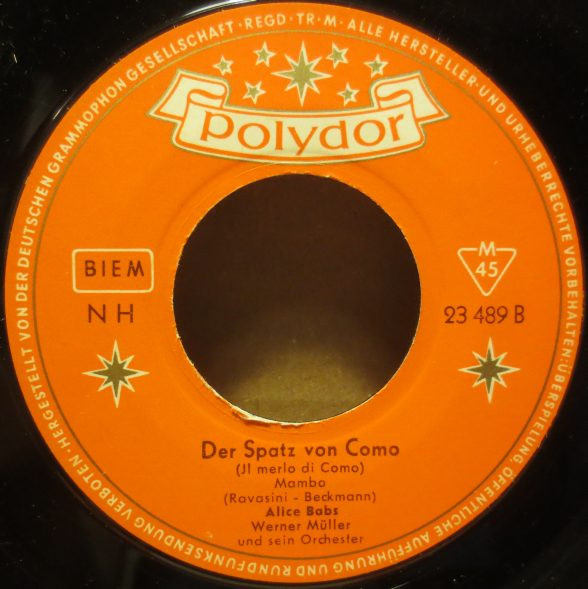 HERGESTELLT VON DER DEUTSCHEN GRAMMOPHON GESELLSCHAFT · REGD · TR · M · ALLE HERSTELLER- UND URHEBERRECHTE VORBEHALTEN · ÜBERSPIELUNG ÖFFENTLICHE AUFFÜHRUNG UND RUNDFUNKSENDUNG VERBOTEN ·
polydor
BIEM
NH
M
45
23 489 B
Der Spatz von Como
(Jl merlo di Como)
Mambo
(Ravasini - Beckmann)
Alice Babs
Werner Müller
und sein Orchester